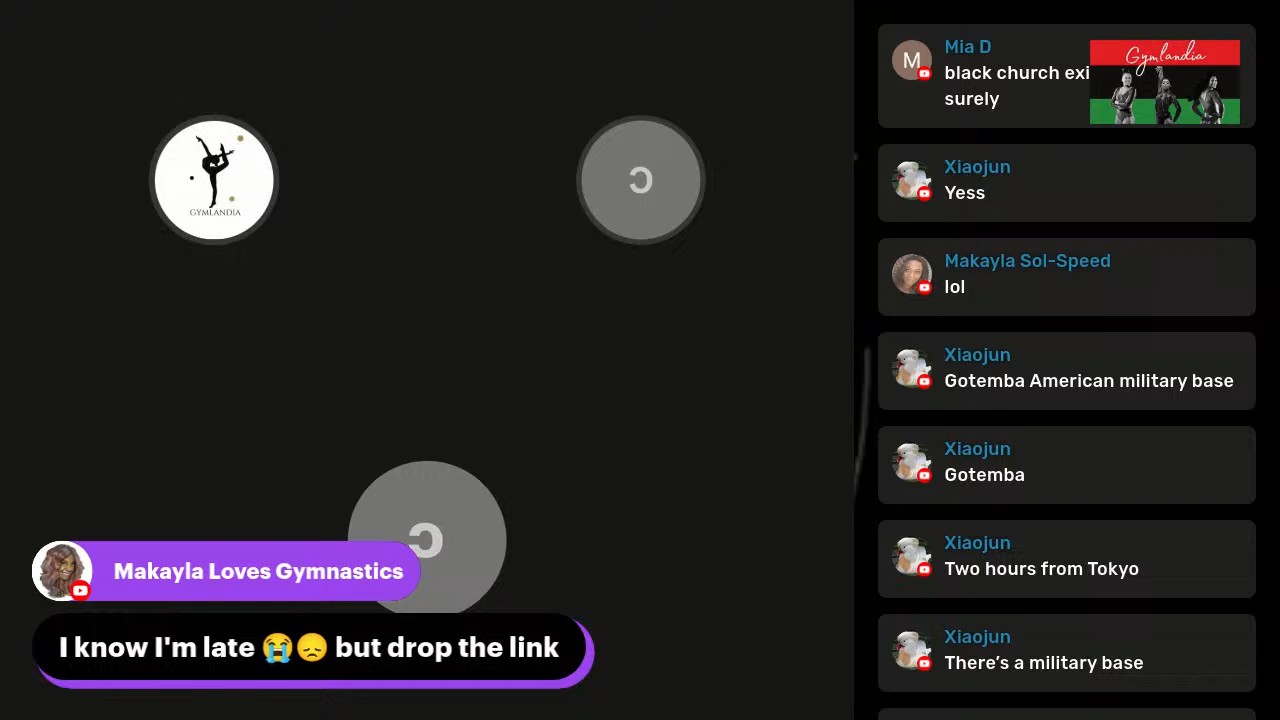 GYMLANDIA
Ɔ
Ɔ
Makayla Loves Gymnastics
I know I'm late 😭😞 but drop the link
M
Mia D
black church exi
surely
Gymlandia
Xiaojun
Yess
Makayla Sol-Speed
lol
Xiaojun
Gotemba American military base
Xiaojun
Gotemba
Xiaojun
Two hours from Tokyo
Xiaojun
There’s a military base